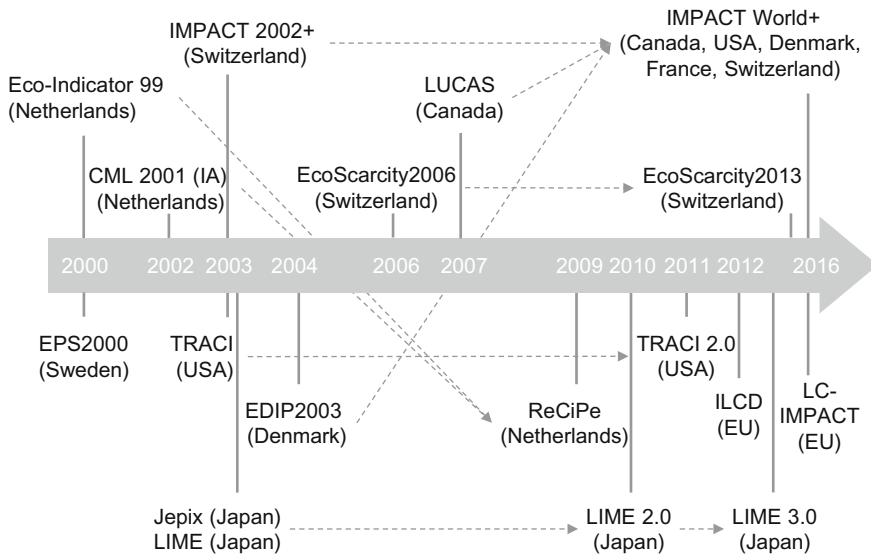 IMPACT 2002+
(Switzerland)
IMPACT World+
(Canada, USA, Denmark,
France, Switzerland)
Eco-Indicator 99
(Netherlands)
LUCAS
(Canada)
CML 2001 (IA)
(Netherlands)
EcoScarcity2006
(Switzerland)
EcoScarcity2013
(Switzerland)
2000 2002 2003 2004 2006 2007 2009 2010 2011 2012 2016
EPS2000
(Sweden)
TRACI
(USA)
TRACI 2.0
(USA)
EDIP2003
(Denmark)
ReCiPe
(Netherlands)
ILCD
(EU)
LC-
IMPACT
(EU)
Jepix (Japan)
LIME (Japan)
LIME 2.0
(Japan)
LIME 3.0
(Japan)